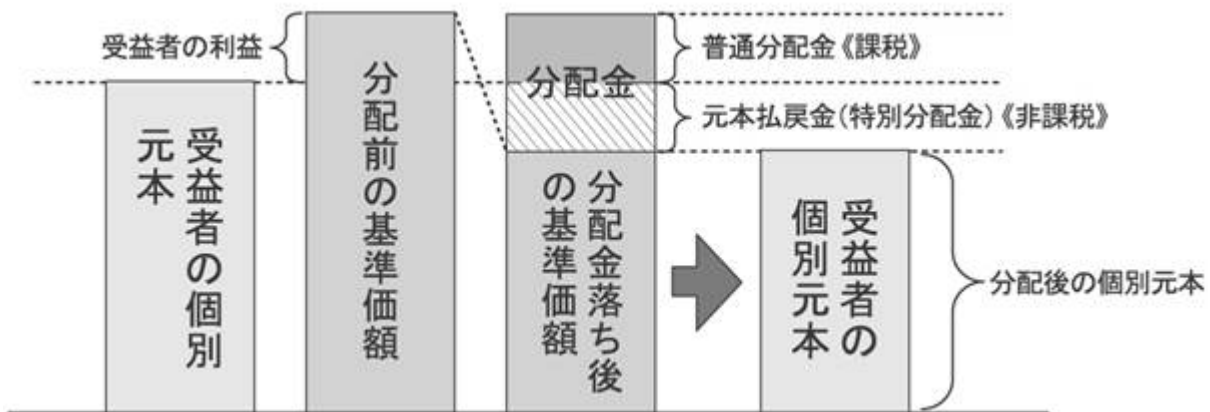 受益者の利益
受益者の個別
元本
分配前の基準価額
分配金
普通分配金《課税》
元本払戻金(特別分配金)《非課税》
分配金落ち後
の基準価額
受益者の
個別元本
分配後の個別元本